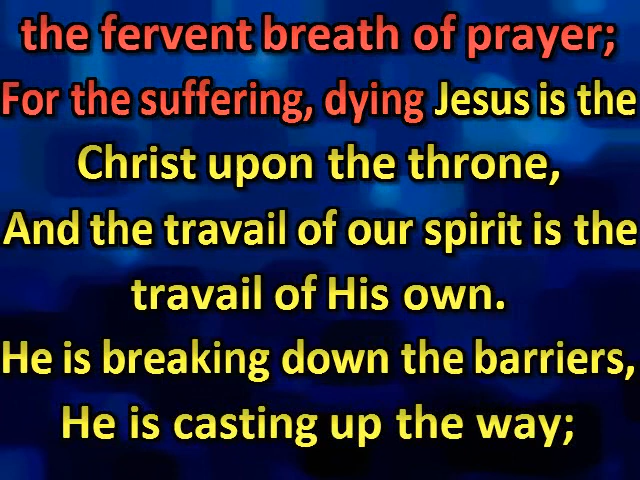 the fervent breath of prayer;
For the suffering, dying Jesus is the
Christ upon the throne,
And the travail of our spirit is the
travail of His own.
He is breaking down the barriers,
He is casting up the way;